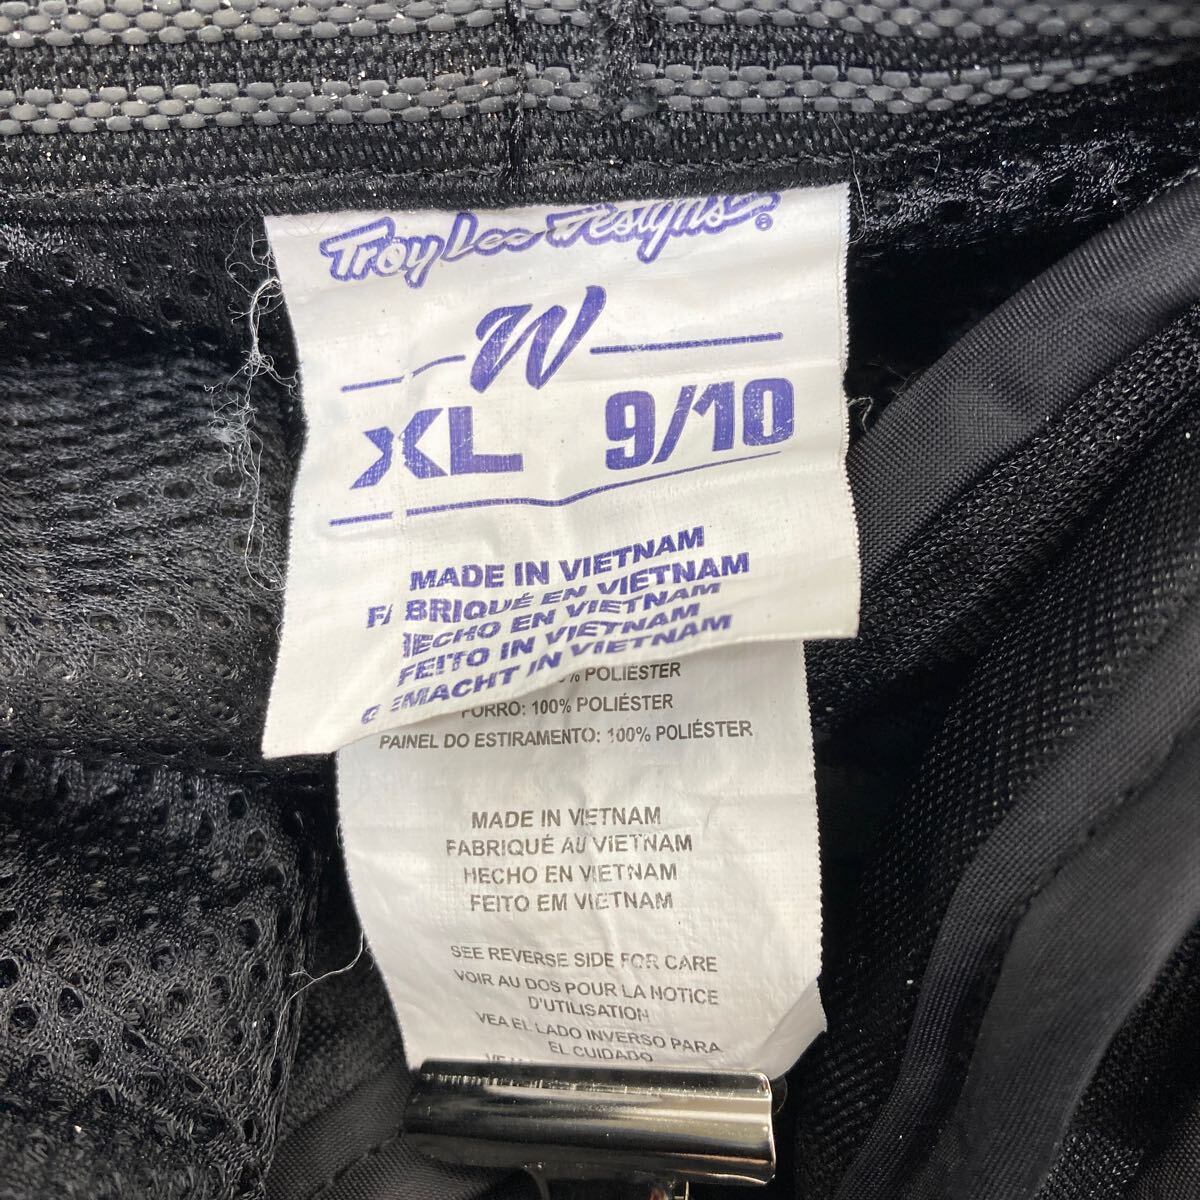 Troy Lee Designs®
W
XL 9/10
MADE IN VIETNAM
FABRIQUÉ EN VIETNAM
HECHO EN VIETNAM
FEITO IN VIETNAM
GEMACHT IN VIETNAM
% POLIÉSTER
FORRO: 100% POLIÉSTER
PAINEL DO ESTIRAMENTO: 100% POLIÉSTER
MADE IN VIETNAM
FABRIQUÉ AU VIETNAM
HECHO EN VIETNAM
FEITO EM VIETNAM
SEE REVERSE SIDE FOR CARE
VOIR AU DOS POUR LA NOTICE
D'UTILISATION
VEA EL LADO INVERSO PARA
EL CUIDADO